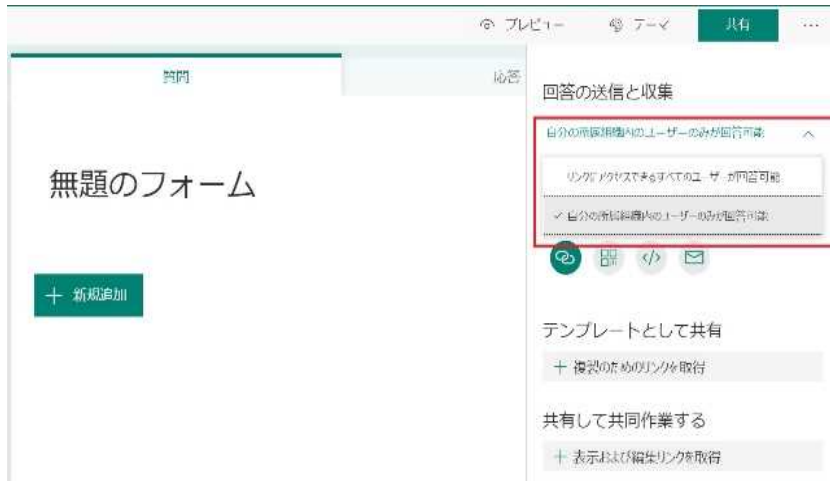 プレビュー
テーマ
共有
質問
応答
回答の送信と収集
自分の所属組織内のユーザーのみが回答可能
リンクにアクセスできるすべてのユーザーが回答可能
自分の所属組織内のユーザーのみが回答可能
無題のフォーム
新規追加
テンプレートとして共有
複製のためのリンクを取得
共有して共同作業する
表示および編集リンクを取得